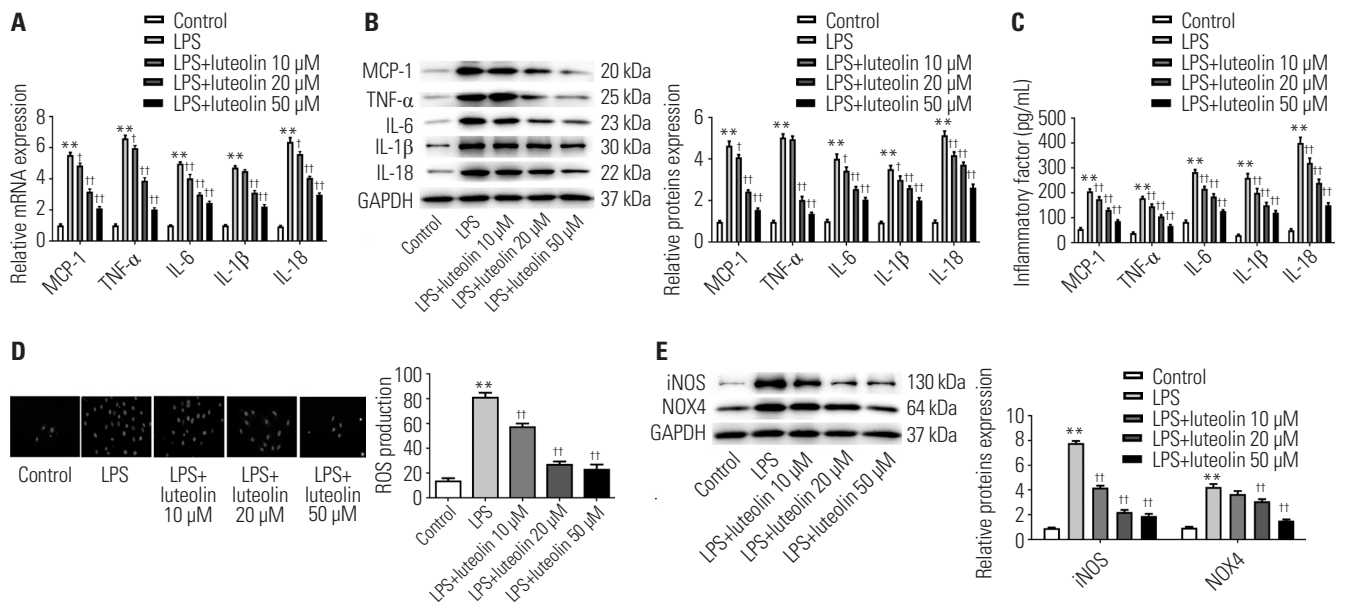 A
Control
LPS
LPS+luteolin 10 µM
LPS+luteolin 20 µM
LPS+luteolin 50 µM
Relative mRNA expression
8
6
4
2
0
** † †† ††
** † †† ††
** †† †† ††
** †† ††
** † †† ††
MCP-1
TNF-α
IL-6
IL-1β
IL-18
B
MCP-1 20 kDa
TNF-α 25 kDa
IL-6 23 kDa
IL-1β 30 kDa
IL-18 22 kDa
GAPDH 37 kDa
Control
LPS
LPS+luteolin 10 µM
LPS+luteolin 20 µM
LPS+luteolin 50 µM
Control
LPS
LPS+luteolin 10 µM
LPS+luteolin 20 µM
LPS+luteolin 50 µM
Relative proteins expression
6
4
2
0
** † †† ††
** †† ††
** † †† ††
** † †† ††
** †† †† ††
MCP-1
TNF-α
IL-6
IL-1β
IL-18
C
Control
LPS
LPS+luteolin 10 µM
LPS+luteolin 20 µM
LPS+luteolin 50 µM
Inflammatory factor (pg/mL)
500
400
300
200
100
0
** †† †† ††
** †† †† ††
** †† †† ††
** †† †† ††
** †† †† ††
MCP-1
TNF-α
IL-6
IL-1β
IL-18
D
Control
LPS
LPS+
luteolin
10 µM
LPS+
luteolin
20 µM
LPS+
luteolin
50 µM
ROS production
100
80
60
40
20
0
** †† †† ††
Control
LPS
LPS+luteolin 10 µM
LPS+luteolin 20 µM
LPS+luteolin 50 µM
E
iNOS 130 kDa
NOX4 64 kDa
GAPDH 37 kDa
Control
LPS
LPS+luteolin 10 µM
LPS+luteolin 20 µM
LPS+luteolin 50 µM
Control
LPS
LPS+luteolin 10 µM
LPS+luteolin 20 µM
LPS+luteolin 50 µM
Relative proteins expression
10
8
6
4
2
0
** †† †† ††
** †† ††
iNOS
NOX4